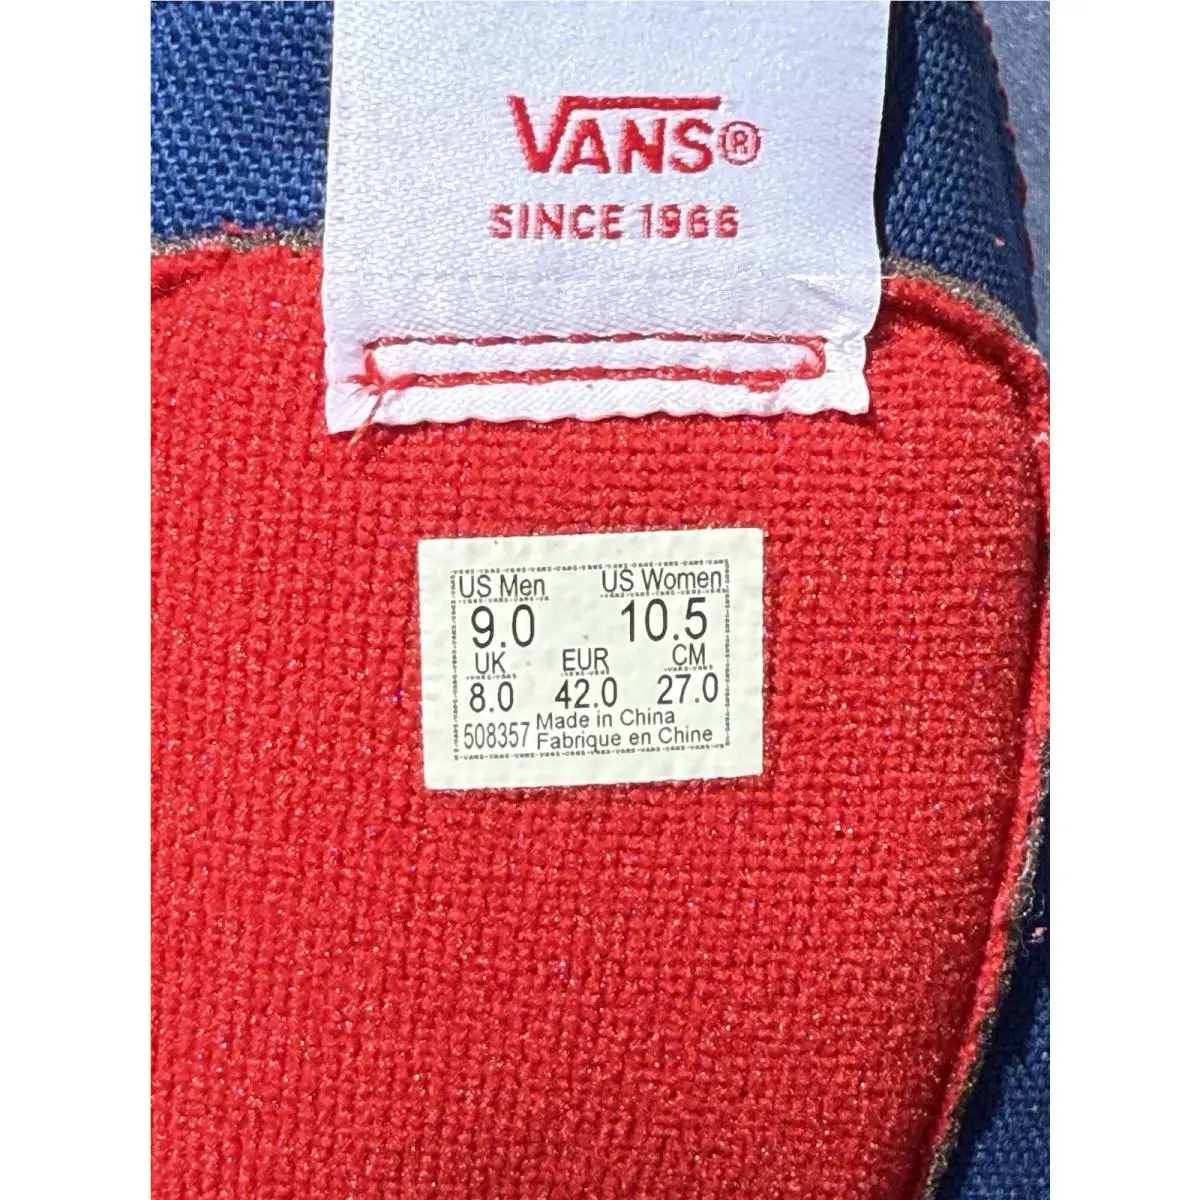 VANS®
SINCE 1966
US Men US Women
9.0 10.5
UK EUR CM
8.0 42.0 27.0
508357 Made in China
Fabrique en Chine